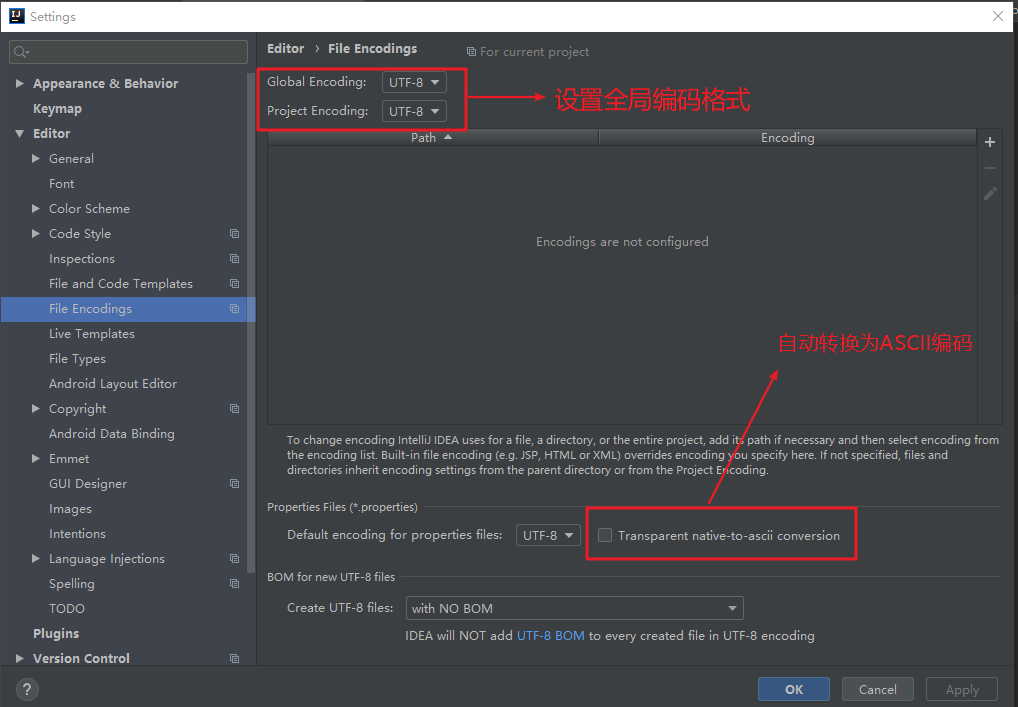 Settings
Editor › File Encodings For current project
Appearance & Behavior
Keymap
Editor
General
Font
Color Scheme
Code Style
Inspections
File and Code Templates
File Encodings
Live Templates
File Types
Android Layout Editor
Copyright
Android Data Binding
Emmet
GUI Designer
Images
Intentions
Language Injections
Spelling
TODO
Plugins
Version Control
Global Encoding: UTF-8
Project Encoding: UTF-8
设置全局编码格式
Path Encoding
Encodings are not configured
自动转换为ASCII编码
To change encoding IntelliJ IDEA uses for a file, a directory, or the entire project, add its path if necessary and then select encoding from
the encoding list. Built-in file encoding (e.g. JSP, HTML or XML) overrides encoding you specify here. If not specified, files and
directories inherit encoding settings from the parent directory or from the Project Encoding.
Properties Files (*.properties)
Default encoding for properties files: UTF-8 Transparent native-to-ascii conversion
BOM for new UTF-8 files
Create UTF-8 files: with NO BOM
IDEA will NOT add UTF-8 BOM to every created file in UTF-8 encoding
? OK Cancel Apply